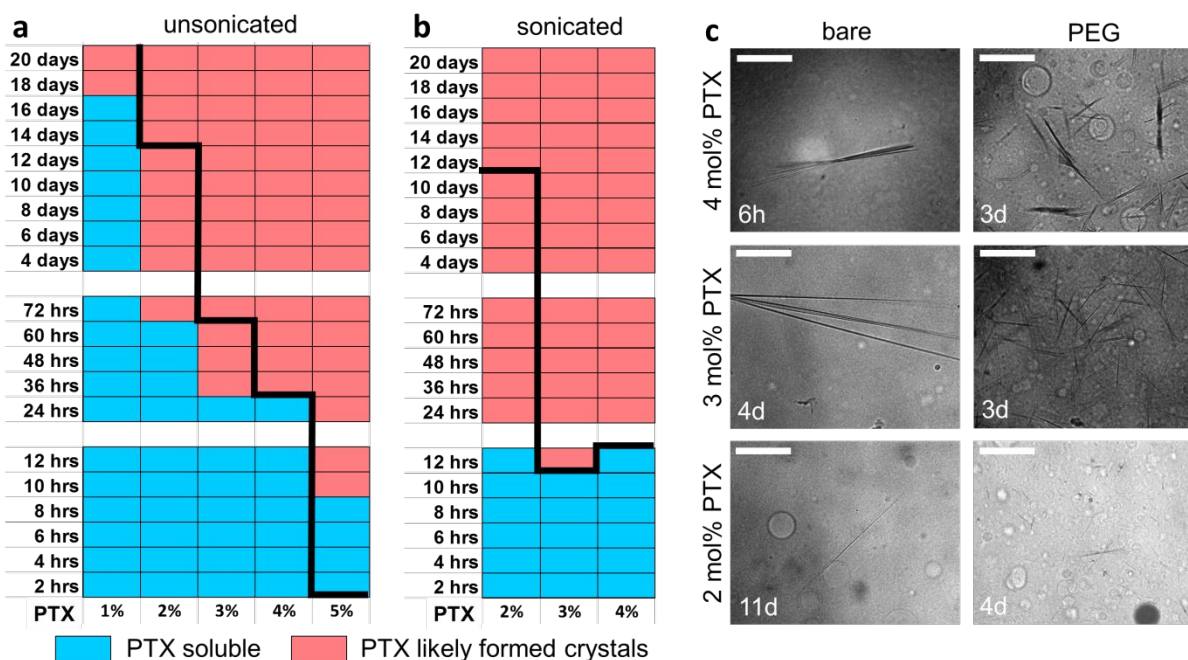 a unsonicated
20 days
18 days
16 days
14 days
12 days
10 days
8 days
6 days
4 days
72 hrs
60 hrs
48 hrs
36 hrs
24 hrs
12 hrs
10 hrs
8 hrs
6 hrs
4 hrs
2 hrs
PTX 1% 2% 3% 4% 5%
b sonicated
20 days
18 days
16 days
14 days
12 days
10 days
8 days
6 days
4 days
72 hrs
60 hrs
48 hrs
36 hrs
24 hrs
12 hrs
10 hrs
8 hrs
6 hrs
4 hrs
2 hrs
PTX 2% 3% 4%
PTX soluble PTX likely formed crystals
c bare PEG
4 mol% PTX
6h 3d
3 mol% PTX
4d 3d
2 mol% PTX
11d 4d